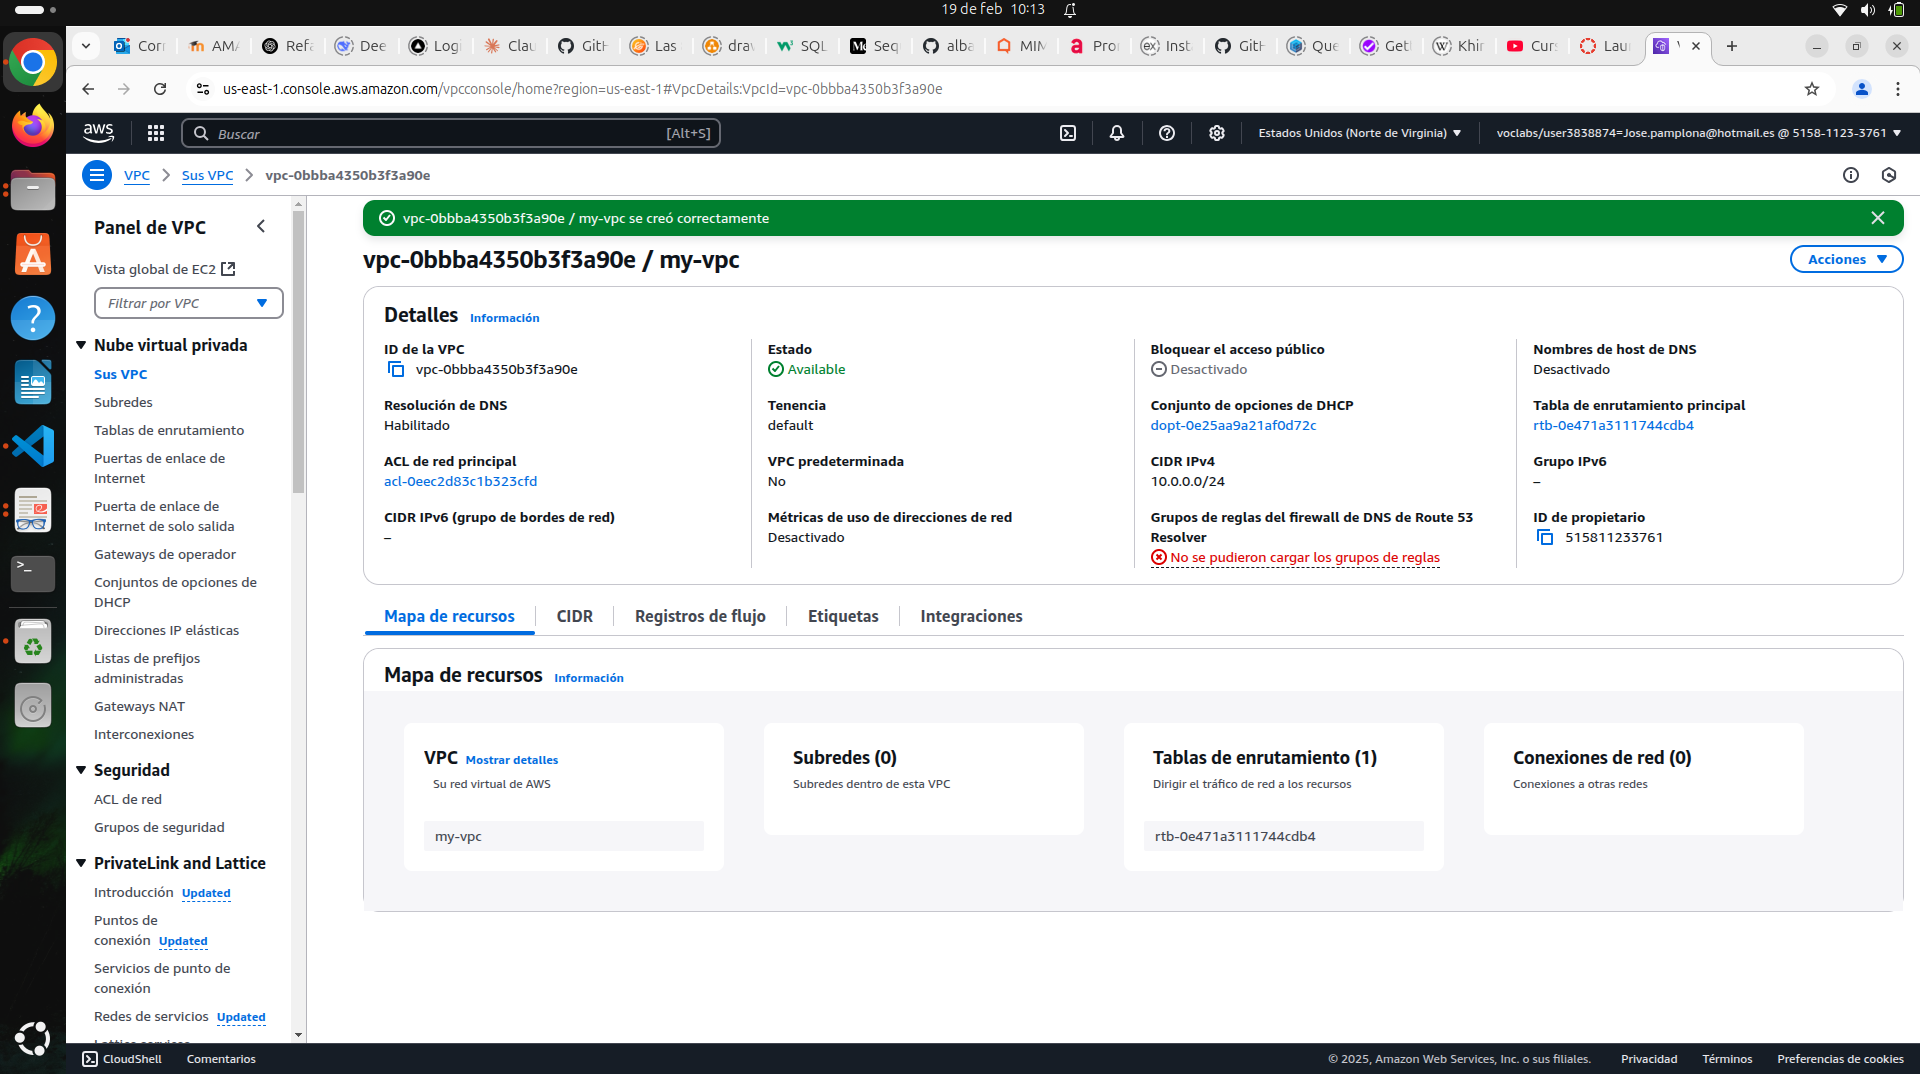 19 de feb 10:13
Corr
AMA
Refa
Dee
Logi
Clau
GitH
Las
draw
SQL
Seq
alba
MIM
Pror
Inst
GitH
Que
Getl
Khir
Curs
Laun
us-east-1.console.aws.amazon.com/vpcconsole/home?region=us-east-1#VpcDetails:VpcId=vpc-0bbba4350b3f3a90e
aws
Buscar
[Alt+S]
Estados Unidos (Norte de Virginia)
voclabs/user3838874=Jose.pamplona@hotmail.es @ 5158-1123-3761
VPC
Sus VPC
vpc-0bbba4350b3f3a90e
Panel de VPC
Vista global de EC2
Filtrar por VPC
Nube virtual privada
Sus VPC
Subredes
Tablas de enrutamiento
Puertas de enlace de
Internet
Puerta de enlace de
Internet de solo salida
Gateways de operador
Conjuntos de opciones de
DHCP
Direcciones IP elásticas
Listas de prefijos
administradas
Gateways NAT
Interconexiones
Seguridad
ACL de red
Grupos de seguridad
PrivateLink and Lattice
Introducción Updated
Puntos de
conexión Updated
Servicios de punto de
conexión
Redes de servicios Updated
vpc-0bbba4350b3f3a90e / my-vpc se creó correctamente
vpc-0bbba4350b3f3a90e / my-vpc
Acciones
Detalles Información
ID de la VPC
vpc-0bbba4350b3f3a90e
Estado
Available
Bloquear el acceso público
Desactivado
Nombres de host de DNS
Desactivado
Resolución de DNS
Habilitado
Tenencia
default
Conjunto de opciones de DHCP
dopt-0e25aa9a21af0d72c
Tabla de enrutamiento principal
rtb-0e471a3111744cdb4
ACL de red principal
acl-0eec2d83c1b323cfd
VPC predeterminada
No
CIDR IPv4
10.0.0.0/24
Grupo IPv6
–
CIDR IPv6 (grupo de bordes de red)
–
Métricas de uso de direcciones de red
Desactivado
Grupos de reglas del firewall de DNS de Route 53
Resolver
No se pudieron cargar los grupos de reglas
ID de propietario
515811233761
Mapa de recursos
CIDR
Registros de flujo
Etiquetas
Integraciones
Mapa de recursos Información
VPC Mostrar detalles
Su red virtual de AWS
my-vpc
Subredes (0)
Subredes dentro de esta VPC
Tablas de enrutamiento (1)
Dirigir el tráfico de red a los recursos
rtb-0e471a3111744cdb4
Conexiones de red (0)
Conexiones a otras redes
CloudShell
Comentarios
© 2025, Amazon Web Services, Inc. o sus filiales.
Privacidad
Términos
Preferencias de cookies